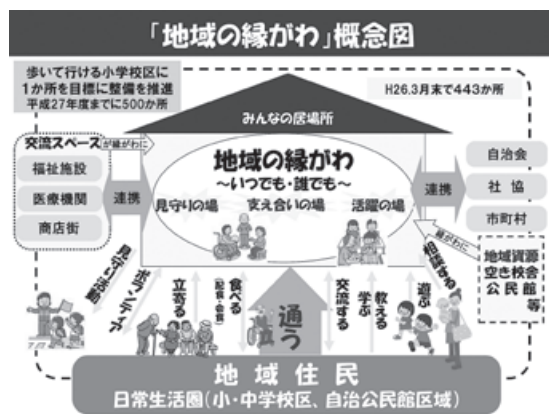 「地域の縁がわ」概念図
歩いて行ける小学校区に
1か所を目標に整備を推進
平成27年度までに500か所
H26.3月末で443か所
みんなの居場所
交流スペース
が縁がわに
福祉施設
医療機関
商店街
連携
地域の縁がわ
～いつでも・誰でも～
見守りの場
支え合いの場
活躍の場
連携
自治会
社協
市町村
縁がわに
地域資源
空き校舎
公民館等
見守り活動
ボランティア
立寄る
食べる
(配食・会食)
通う
交流する
教える
学ぶ
遊ぶ
相談する
地域住民
日常生活圏(小・中学校区、自治公民館区域)